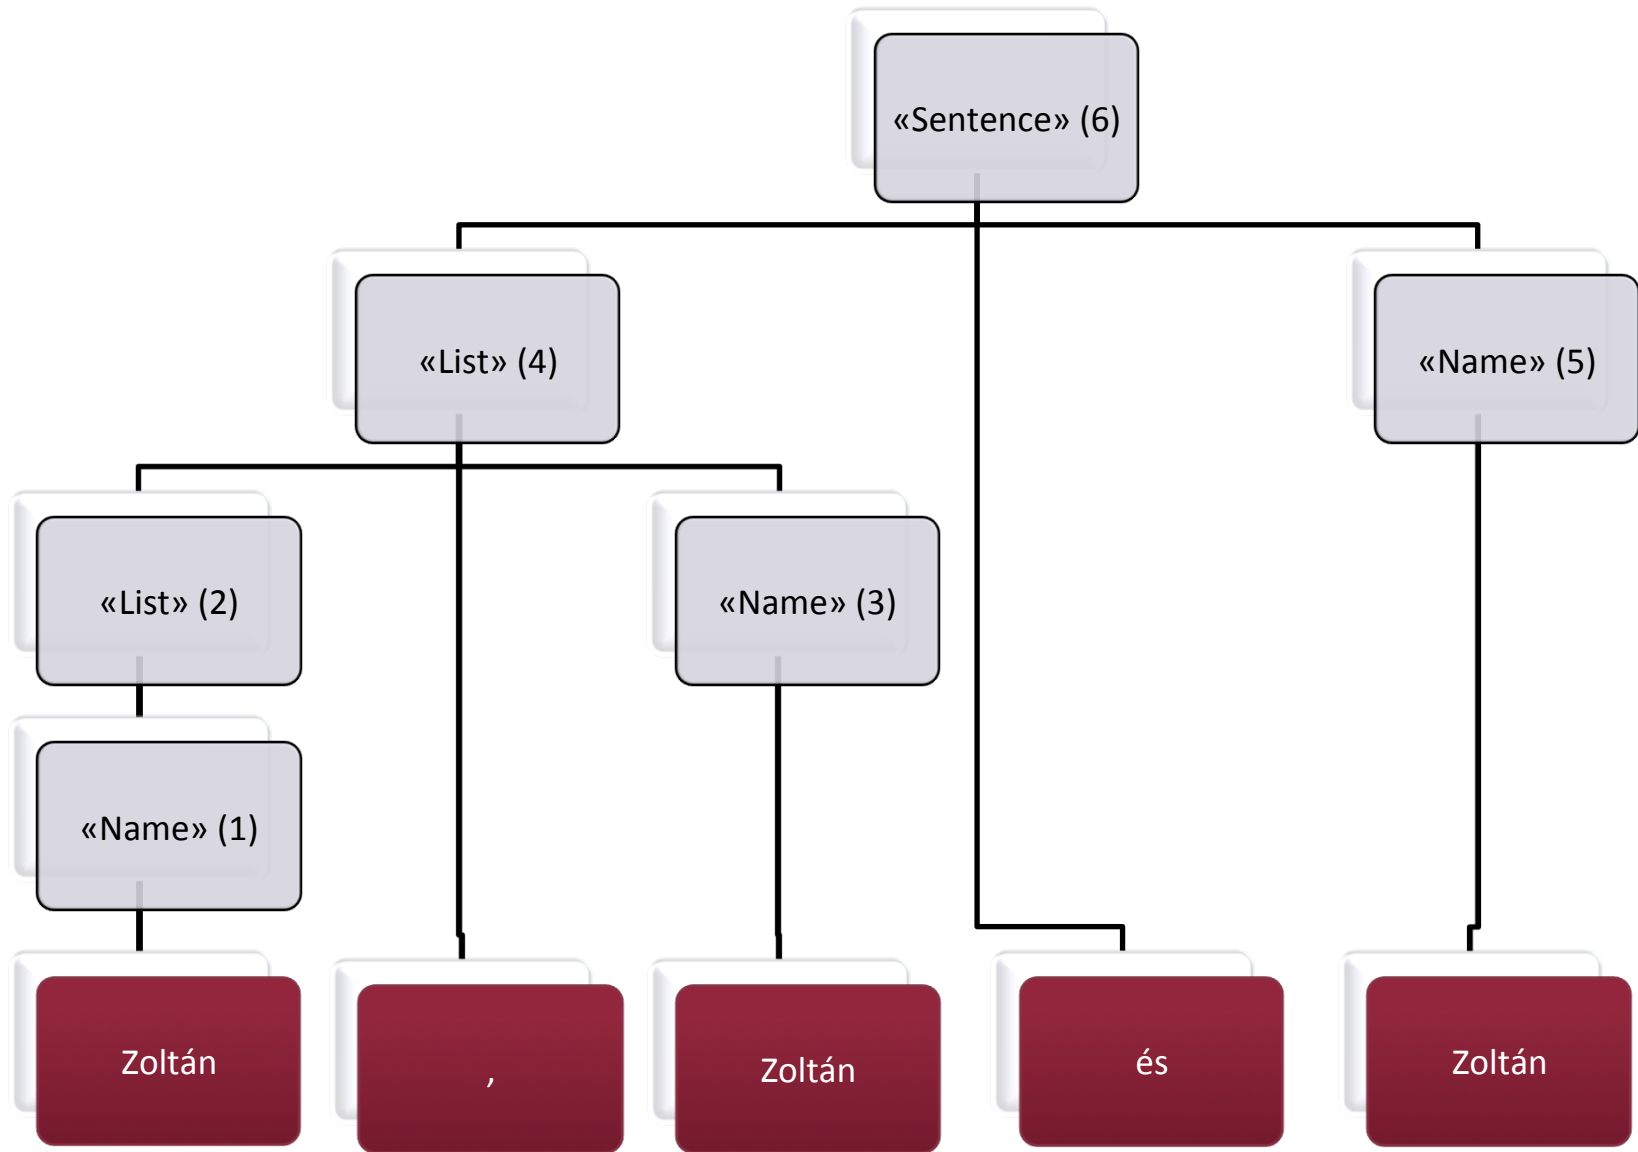 «Sentence» (6)
«List» (4)
«Name» (5)
«List» (2)
«Name» (3)
«Name» (1)
Zoltán
,
Zoltán
és
Zoltán